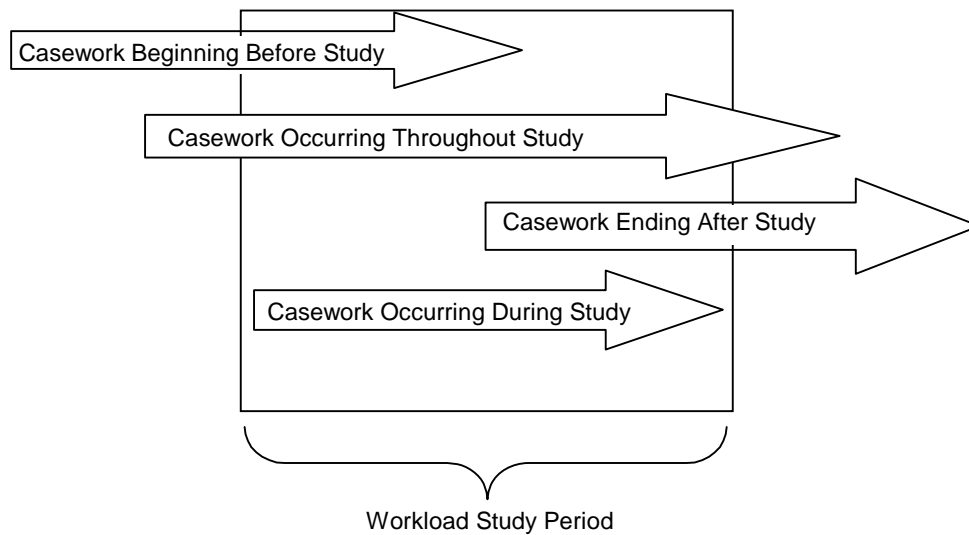 Casework Beginning Before Study
Casework Occurring Throughout Study
Casework Ending After Study
Casework Occurring During Study
Workload Study Period